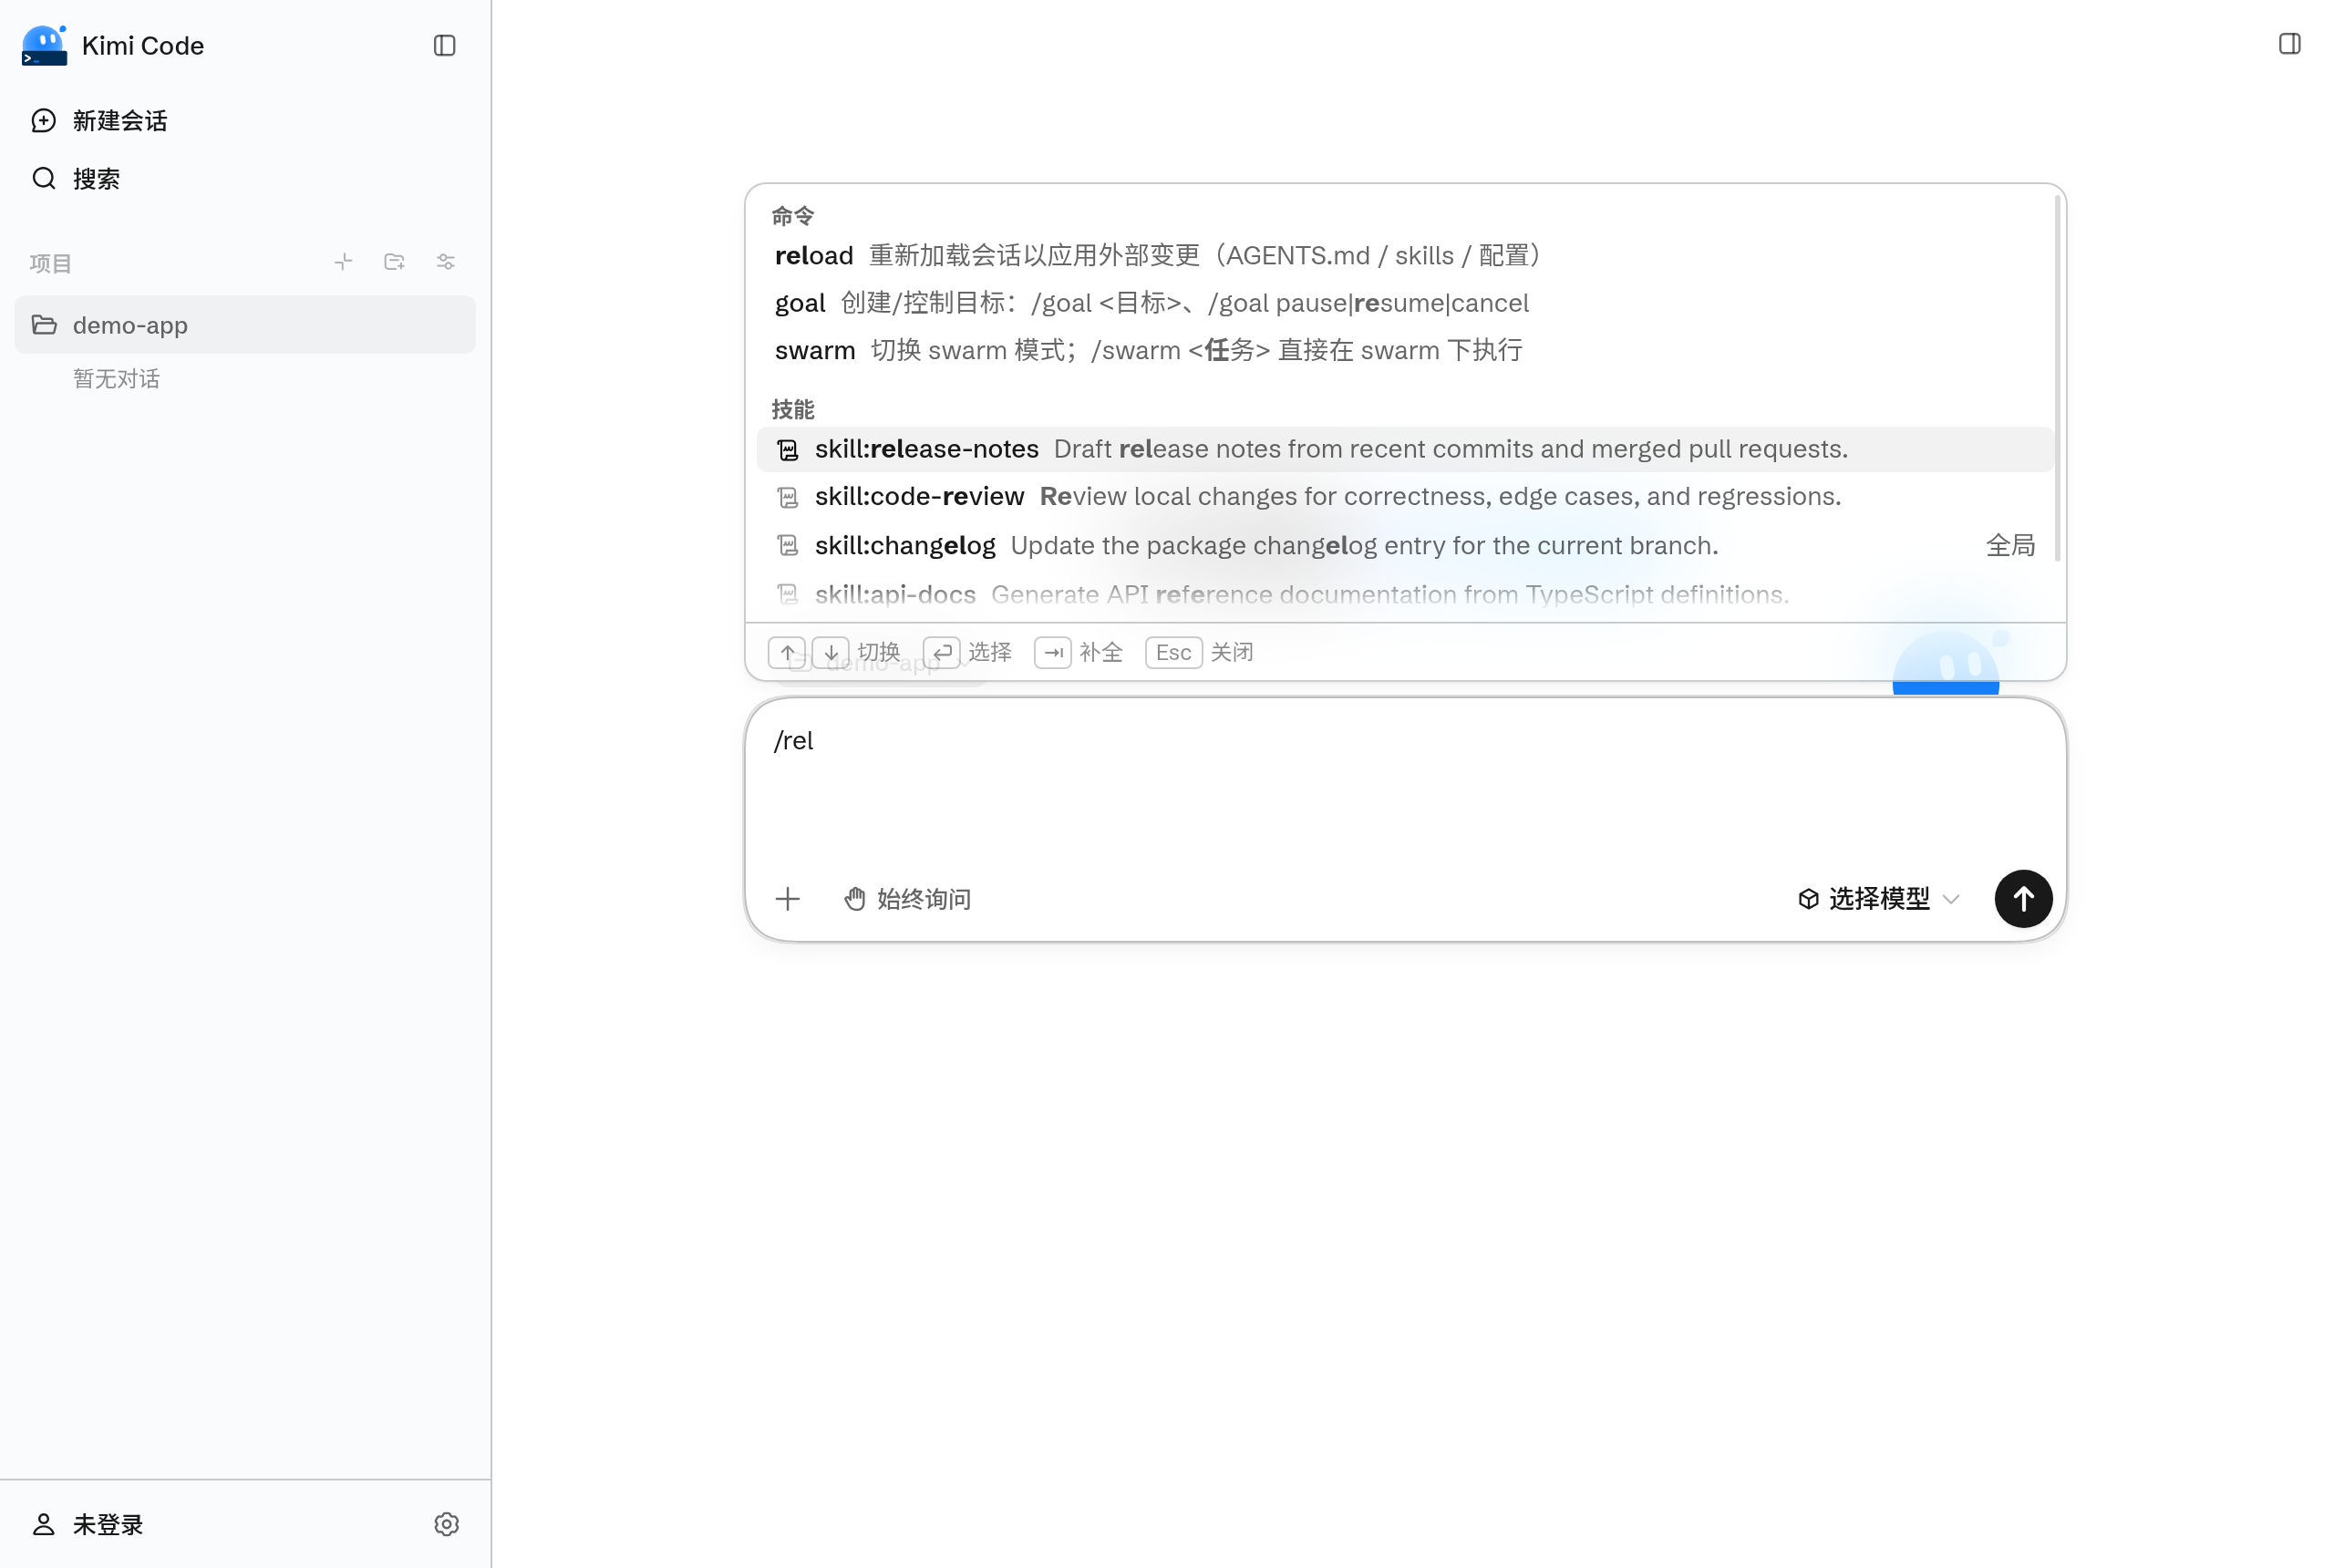 Kimi Code
新建会话
搜索
项目
demo-app
暂无对话
命令
reload 重新加载会话以应用外部变更（AGENTS.md / skills / 配置）
goal 创建/控制目标：/goal <目标>、/goal pause|resume|cancel
swarm 切换 swarm 模式；/swarm <任务> 直接在 swarm 下执行
技能
skill:release-notes Draft release notes from recent commits and merged pull requests.
skill:code-review Review local changes for correctness, edge cases, and regressions.
skill:changelog Update the package changelog entry for the current branch. 全局
skill:api-docs Generate API reference documentation from TypeScript definitions.
切换 选择 补全 Esc 关闭
demo-app
/rel
始终询问 选择模型
未登录